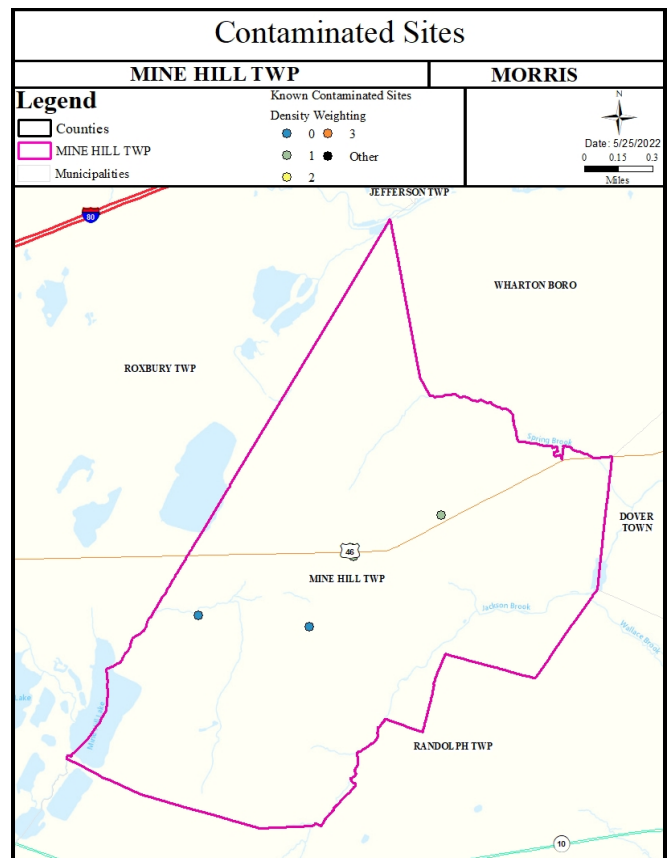 Contaminated Sites
MINE HILL TWP
MORRIS
Legend
Counties
MINE HILL TWP
Municipalities
Known Contaminated Sites
Density Weighting
0
3
1
Other
2
N
Date: 5/25/2022
0 0.15 0.3
Miles
JEFFERSON TWP
80
WHARTON BORO
ROXBURY TWP
Spring Brook
DOVER
TOWN
46
MINE HILL TWP
Jackson Brook
Wallace Brook
Lake
RANDOLPH TWP
10